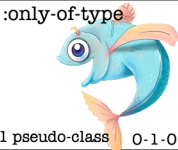 :only-of-type
1 pseudo-class 0-1-0